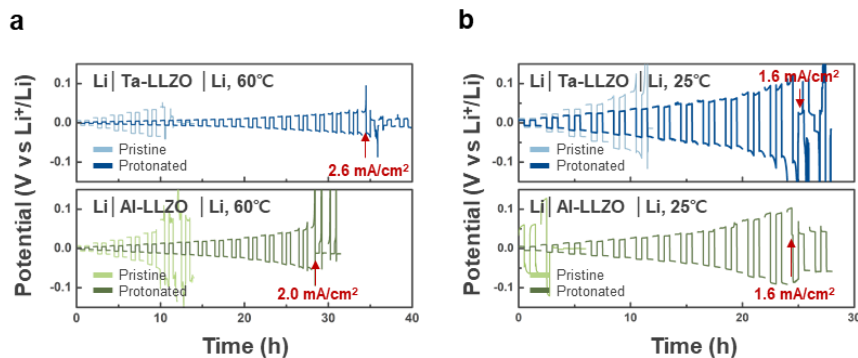 a
Li│Ta-LLZO │Li, 60℃
0.1
0.0
-0.1
Pristine
Protonated
2.6 mA/cm²
Li│Al-LLZO │Li, 60℃
0.1
0.0
-0.1
Pristine
Protonated
2.0 mA/cm²
0 10 20 30 40
Time (h)
Potential (V vs Li⁺/Li)
b
1.6 mA/cm²
Li│Ta-LLZO │Li, 25℃
0.1
0.0
-0.1
Pristine
Protonated
Li│Al-LLZO │Li, 25℃
0.1
0.0
-0.1
Pristine
Protonated
1.6 mA/cm²
0 10 20 30
Time (h)
Potential (V vs Li⁺/Li)